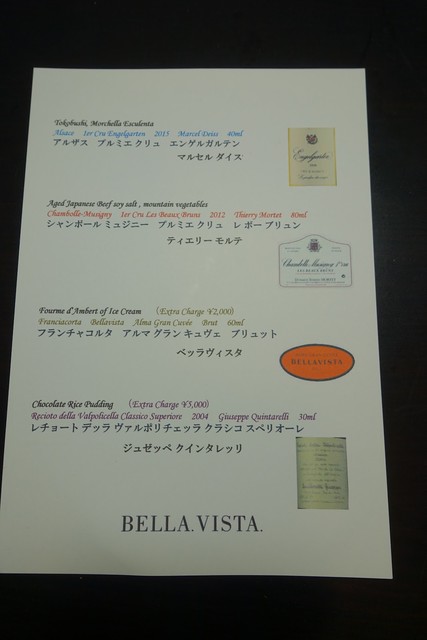 Tokobushi, Morchella Esculenta
Alsace 1er Cru Engelgarten 2015 Marcel Deiss 40ml
アルザス プルミエ クリュ エンゲルガルテン
マルセル ダイス
Engelgarten
Aged Japanese Beef soy salt , mountain vegetables
Chambolle-Musigny 1er Cru Les Beaux Bruns 2012 Thierry Mortet 80ml
シャンボール ミュジニー プルミエ クリュ レ ボー ブリュン
ティエリー モルテ
Chambolle Musigny 1er Cru
Fourme d'Ambert of Ice Cream (Extra Charge ¥2,000)
Franciacorta Bellavista Alma Gran Cuvée Brut 60ml
フランチャコルタ アルマ グラン キュヴェ ブリュット
ベッラヴィスタ
BELLAVISTA
Chocolate Rice Pudding (Extra Charge ¥5,000)
Recioto della Valpolicella Classico Superiore 2004 Giuseppe Quintarelli 30ml
レチョート デッラ ヴァルポリチェッラ クラシコ スペリオーレ
ジュゼッペ クインタレッリ
BELLA.VISTA.